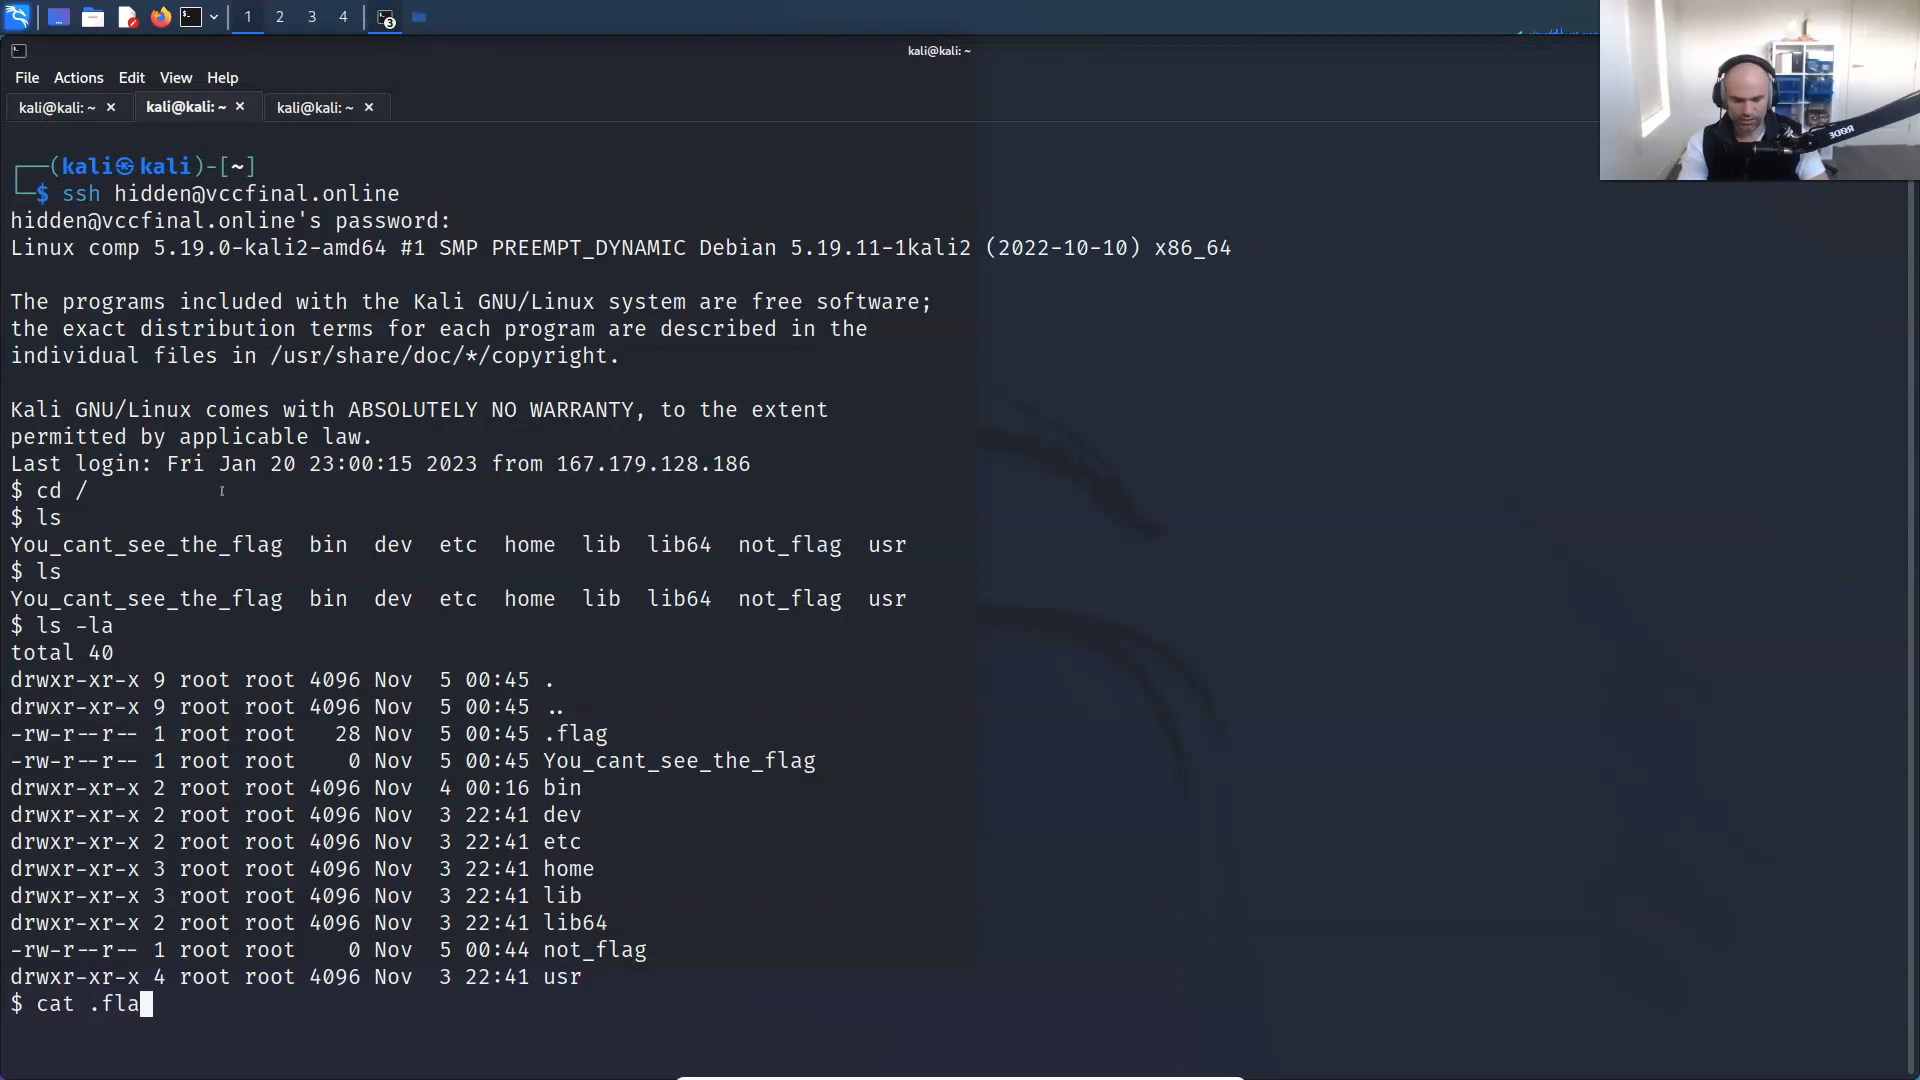 1 2 3 4 3
kali@kali: ~
File Actions Edit View Help
kali@kali: ~ × kali@kali: ~ × kali@kali: ~ ×
┌──(kali㉿kali)-[~]
└─$ ssh hidden@vccfinal.online
hidden@vccfinal.online's password:
Linux comp 5.19.0-kali2-amd64 #1 SMP PREEMPT_DYNAMIC Debian 5.19.11-1kali2 (2022-10-10) x86_64
The programs included with the Kali GNU/Linux system are free software;
the exact distribution terms for each program are described in the
individual files in /usr/share/doc/*/copyright.
Kali GNU/Linux comes with ABSOLUTELY NO WARRANTY, to the extent
permitted by applicable law.
Last login: Fri Jan 20 23:00:15 2023 from 167.179.128.186
$ cd /
$ ls
You_cant_see_the_flag bin dev etc home lib lib64 not_flag usr
$ ls
You_cant_see_the_flag bin dev etc home lib lib64 not_flag usr
$ ls -la
total 40
drwxr-xr-x 9 root root 4096 Nov 5 00:45 .
drwxr-xr-x 9 root root 4096 Nov 5 00:45 ..
-rw-r--r-- 1 root root 28 Nov 5 00:45 .flag
-rw-r--r-- 1 root root 0 Nov 5 00:45 You_cant_see_the_flag
drwxr-xr-x 2 root root 4096 Nov 4 00:16 bin
drwxr-xr-x 2 root root 4096 Nov 3 22:41 dev
drwxr-xr-x 2 root root 4096 Nov 3 22:41 etc
drwxr-xr-x 3 root root 4096 Nov 3 22:41 home
drwxr-xr-x 3 root root 4096 Nov 3 22:41 lib
drwxr-xr-x 2 root root 4096 Nov 3 22:41 lib64
-rw-r--r-- 1 root root 0 Nov 5 00:44 not_flag
drwxr-xr-x 4 root root 4096 Nov 3 22:41 usr
$ cat .fla
RØDE